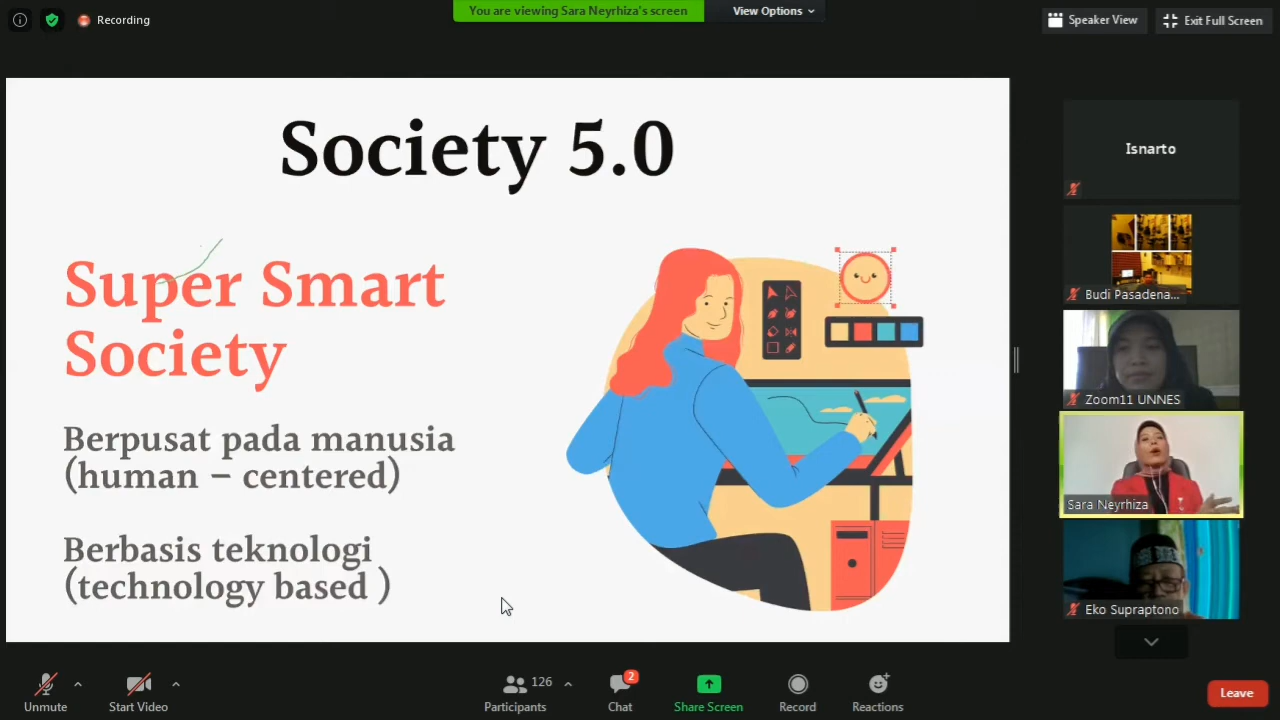 Recording
You are viewing Sara Neyrhiza's screen
View Options
Speaker View
Exit Full Screen
Society 5.0
Super Smart
Society
Berpusat pada manusia
(human – centered)
Berbasis teknologi
(technology based )
Isnarto
Budi Pasadena...
Zoom11 UNNES
Sara Neyrhiza
Eko Supraptono
Unmute
Start Video
126
Participants
2
Chat
Share Screen
Record
Reactions
Leave